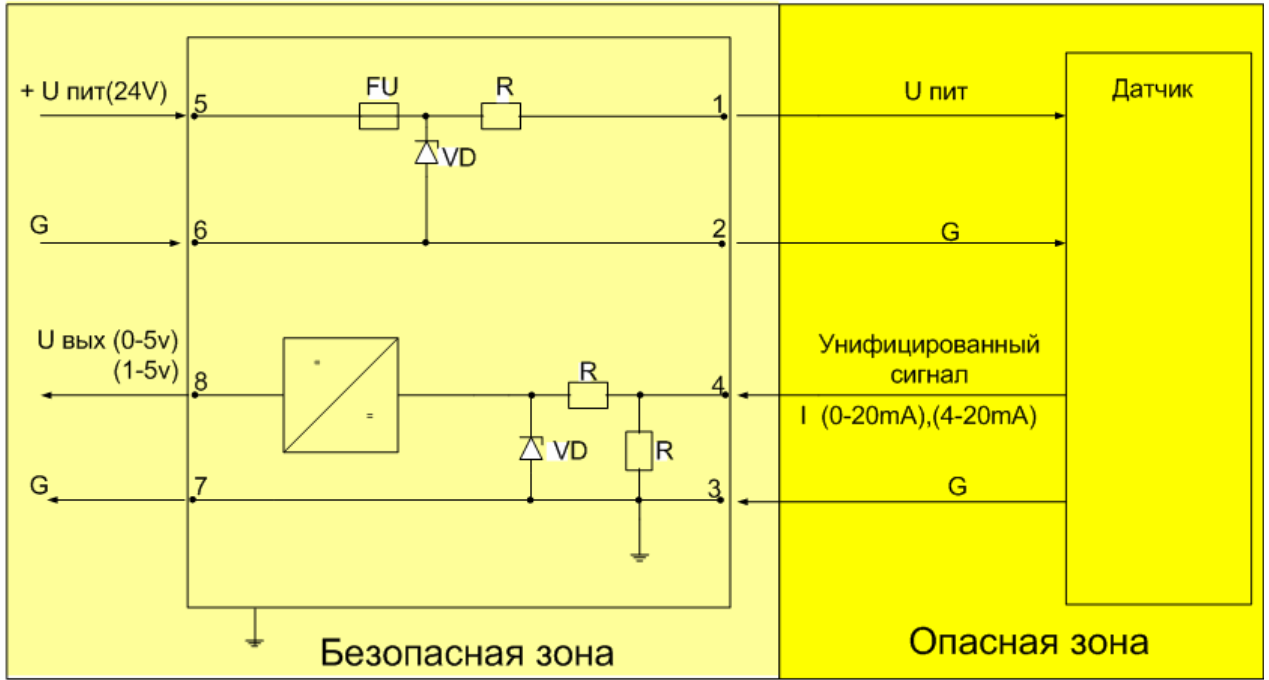 + U пит(24V)
5
FU
R
1
U пит
Датчик
VD
G
6
2
G
U вых (0-5v)
(1-5v)
8
=
=
R
4
Унифицированный
сигнал
I (0-20mA),(4-20mA)
VD
R
G
7
3
G
Безопасная зона
Опасная зона